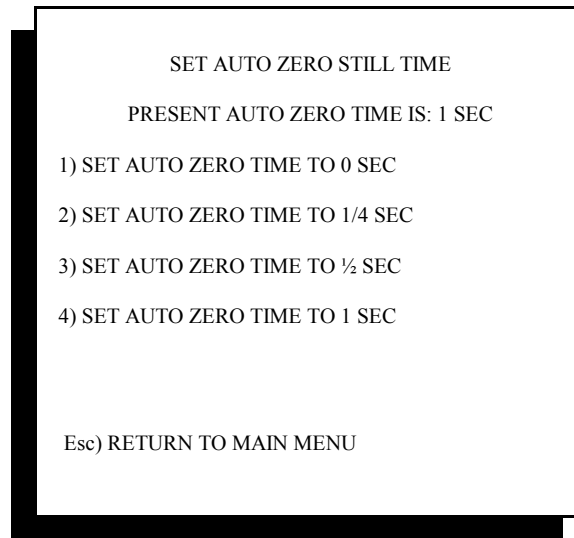 SET AUTO ZERO STILL TIME
PRESENT AUTO ZERO TIME IS: 1 SEC
1) SET AUTO ZERO TIME TO 0 SEC
2) SET AUTO ZERO TIME TO 1/4 SEC
3) SET AUTO ZERO TIME TO ½ SEC
4) SET AUTO ZERO TIME TO 1 SEC
Esc) RETURN TO MAIN MENU